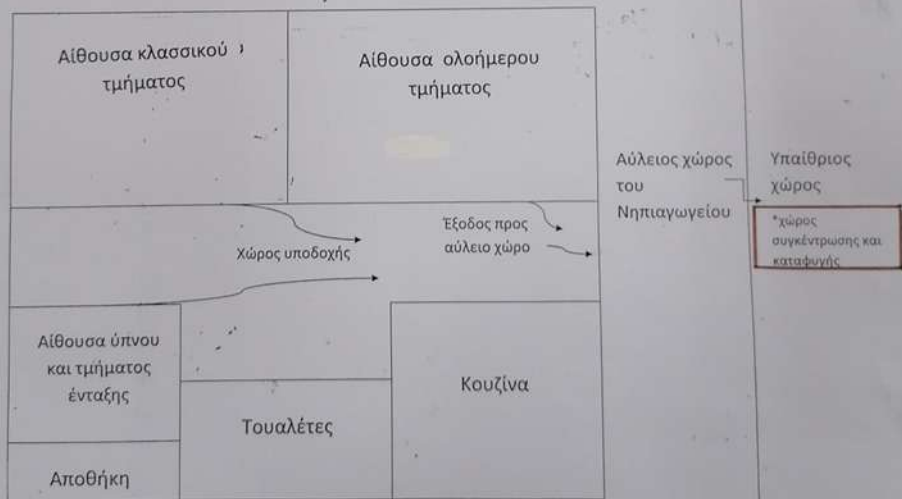 Αίθουσα κλασσικού
τμήματος
Αίθουσα ολοήμερου
τμήματος
Αύλειος χώρος
του
Νηπιαγωγείου
Υπαίθριος
χώρος
*χώρος
συγκέντρωσης και
καταφυγής
Χώρος υποδοχής
Έξοδος προς
αύλειο χώρο
Αίθουσα ύπνου
και τμήματος
ένταξης
Τουαλέτες
Κουζίνα
Αποθήκη